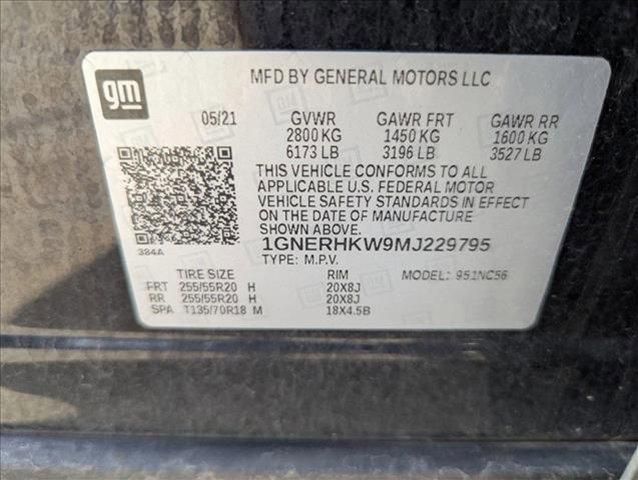 gm
MFD BY GENERAL MOTORS LLC
05/21 GVWR GAWR FRT GAWR RR
2800 KG 1450 KG 1600 KG
6173 LB 3196 LB 3527 LB
THIS VEHICLE CONFORMS TO ALL
APPLICABLE U.S. FEDERAL MOTOR
VEHICLE SAFETY STANDARDS IN EFFECT
ON THE DATE OF MANUFACTURE
SHOWN ABOVE.
384A
1GNERHKW9MJ229795
TYPE: M.P.V.
TIRE SIZE RIM MODEL: 951NC56
FRT 255/55R20 H 20X8J
RR 255/55R20 H 20X8J
SPA T135/70R18 M 18X4.5B